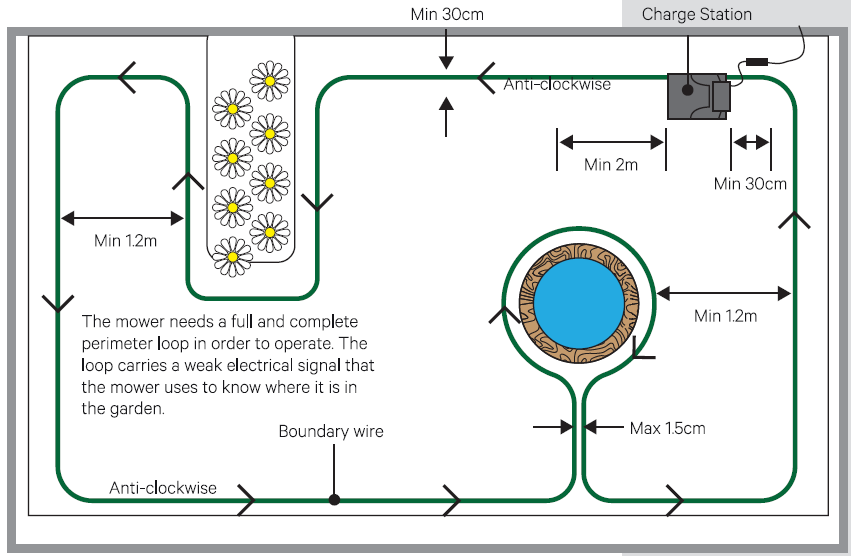 Min 30cm
Charge Station
Anti-clockwise
Min 2m
Min 30cm
Min 1.2m
Min 1.2m
The mower needs a full and complete
perimeter loop in order to operate. The
loop carries a weak electrical signal that
the mower uses to know where it is in
the garden.
Boundary wire
Max 1.5cm
Anti-clockwise